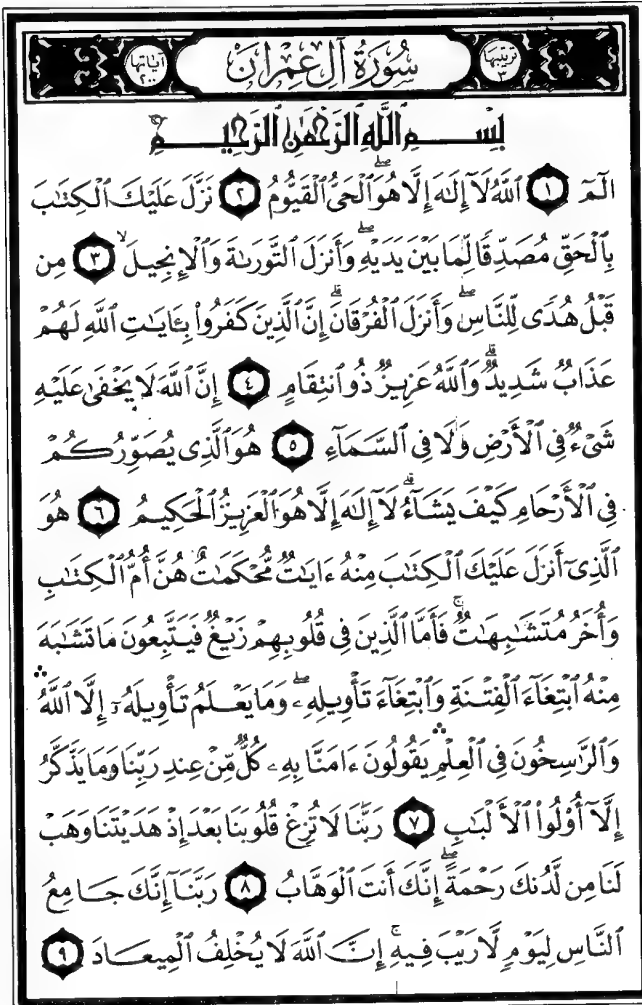 ترتيبها ٣ سُورَةُ آلِ عِمْرَانَ آياتها ٢٠٠
بِسْمِ ٱللَّهِ ٱلرَّحْمَٰنِ ٱلرَّحِيمِ
الٓمٓ ١ ٱللَّهُ لَآ إِلَٰهَ إِلَّا هُوَ ٱلْحَىُّ ٱلْقَيُّومُ ٢ نَزَّلَ عَلَيْكَ ٱلْكِتَٰبَ
بِٱلْحَقِّ مُصَدِّقًا لِّمَا بَيْنَ يَدَيْهِ ۖ وَأَنزَلَ ٱلتَّوْرَىٰةَ وَٱلْإِنجِيلَ ۙ ٣ مِن
قَبْلُ هُدًى لِّلنَّاسِ ۖ وَأَنزَلَ ٱلْفُرْقَانَ ۗ إِنَّ ٱلَّذِينَ كَفَرُوا۟ بِـَٔايَٰتِ ٱللَّهِ لَهُمْ
عَذَابٌ شَدِيدٌ ۗ وَٱللَّهُ عَزِيزٌ ذُو ٱنتِقَامٍ ٤ إِنَّ ٱللَّهَ لَا يَخْفَىٰ عَلَيْهِ
شَىْءٌ فِى ٱلْأَرْضِ وَلَا فِى ٱلسَّمَآءِ ٥ هُوَ ٱلَّذِى يُصَوِّرُكُمْ
فِى ٱلْأَرْحَامِ كَيْفَ يَشَآءُ ۗ لَآ إِلَٰهَ إِلَّا هُوَ ٱلْعَزِيزُ ٱلْحَكِيمُ ٦ هُوَ
ٱلَّذِىٓ أَنزَلَ عَلَيْكَ ٱلْكِتَٰبَ مِنْهُ ءَايَٰتٌ مُّحْكَمَٰتٌ هُنَّ أُمُّ ٱلْكِتَٰبِ
وَأُخَرُ مُتَشَٰبِهَٰتٌ ۚ فَأَمَّا ٱلَّذِينَ فِى قُلُوبِهِمْ زَيْغٌ فَيَتَّبِعُونَ مَا تَشَٰبَهَ
مِنْهُ ٱبْتِغَآءَ ٱلْفِتْنَةِ وَٱبْتِغَآءَ تَأْوِيلِهِۦ ۖ وَمَا يَعْلَمُ تَأْوِيلَهُۥٓ إِلَّا ٱللَّهُ ۛ
وَٱلرَّٰسِخُونَ فِى ٱلْعِلْمِ ۛ يَقُولُونَ ءَامَنَّا بِهِۦ كُلٌّ مِّنْ عِندِ رَبِّنَا وَمَا يَذَّكَّرُ
إِلَّآ أُو۟لُوا۟ ٱلْأَلْبَٰبِ ٧ رَبَّنَا لَا تُزِغْ قُلُوبَنَا بَعْدَ إِذْ هَدَيْتَنَا وَهَبْ
لَنَا مِن لَّدُنكَ رَحْمَةً ۖ إِنَّكَ أَنتَ ٱلْوَهَّابُ ٨ رَبَّنَآ إِنَّكَ جَامِعُ
ٱلنَّاسِ لِيَوْمٍ لَّا رَيْبَ فِيهِ ۚ إِنَّ ٱللَّهَ لَا يُخْلِفُ ٱلْمِيعَادَ ٩